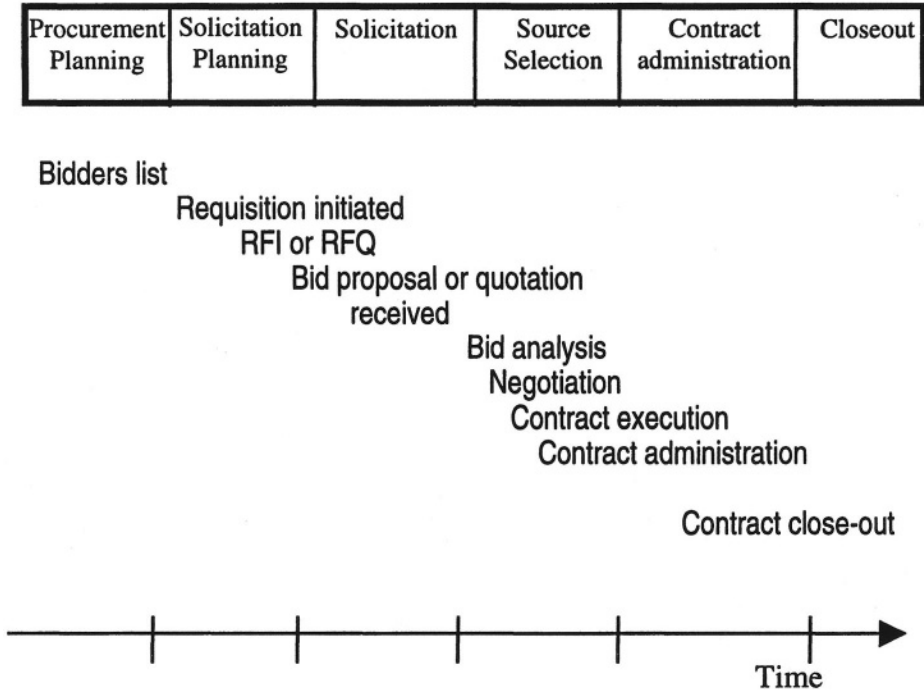 Procurement Planning
Solicitation Planning
Solicitation
Source Selection
Contract administration
Closeout
Bidders list
Requisition initiated
RFI or RFQ
Bid proposal or quotation
received
Bid analysis
Negotiation
Contract execution
Contract administration
Contract close-out
Time